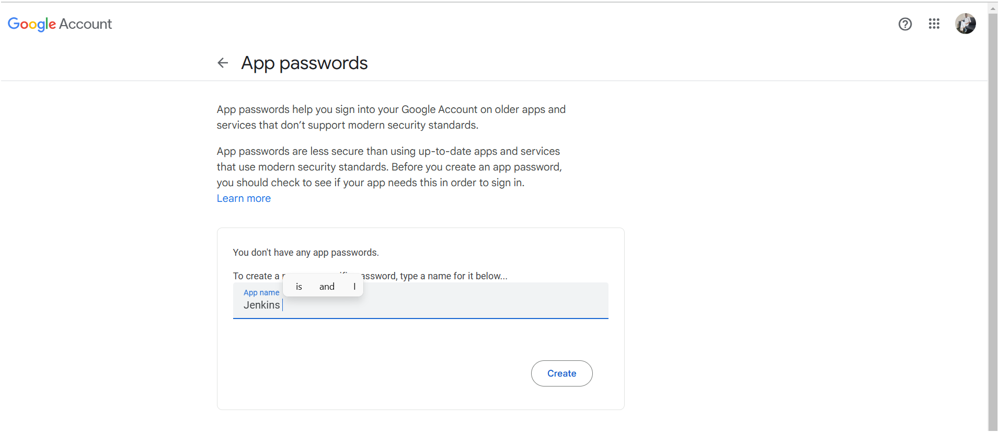 Google Account
App passwords
App passwords help you sign into your Google Account on older apps and
services that don’t support modern security standards.
App passwords are less secure than using up-to-date apps and services
that use modern security standards. Before you create an app password,
you should check to see if your app needs this in order to sign in.
Learn more
You don't have any app passwords.
To create a password, type a name for it below...
is and I
App name
Jenkins
Create